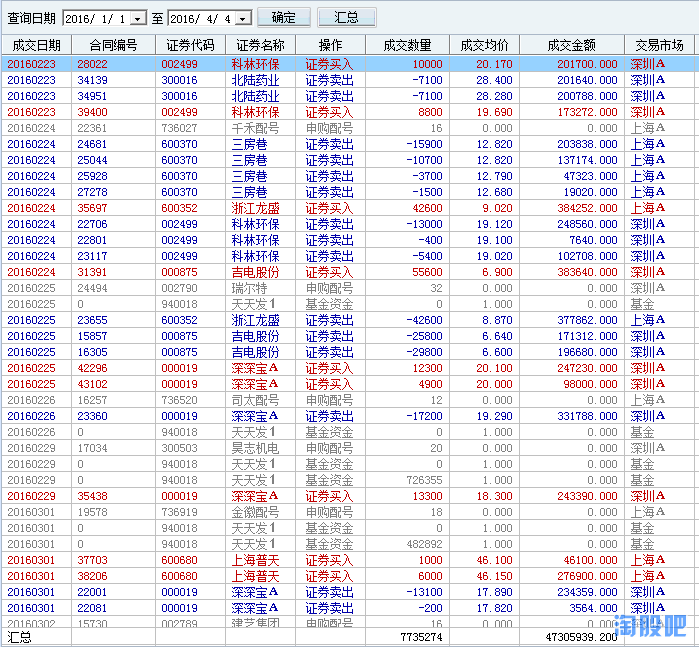 查询日期 2016/ 1/ 1 至 2016/ 4/ 4 确定 汇总
成交日期 合同编号 证券代码 证券名称 操作 成交数量 成交均价 成交金额 交易市场
20160223 28022 002499 科林环保 证券买入 10000 20.170 201700.000 深圳A
20160223 34139 300016 北陆药业 证券卖出 -7100 28.400 201640.000 深圳A
20160223 34951 300016 北陆药业 证券卖出 -7100 28.280 200788.000 深圳A
20160223 39400 002499 科林环保 证券买入 8800 19.690 173272.000 深圳A
20160224 22361 736027 千禾配号 申购配号 16 0.000 0.000 上海A
20160224 24681 600370 三房巷 证券卖出 -15900 12.820 203838.000 上海A
20160224 25044 600370 三房巷 证券卖出 -10700 12.820 137174.000 上海A
20160224 25928 600370 三房巷 证券卖出 -3700 12.790 47323.000 上海A
20160224 27278 600370 三房巷 证券卖出 -1500 12.680 19020.000 上海A
20160224 35697 600352 浙江龙盛 证券买入 42600 9.020 384252.000 上海A
20160224 22706 002499 科林环保 证券卖出 -13000 19.120 248560.000 深圳A
20160224 22801 002499 科林环保 证券卖出 -400 19.100 7640.000 深圳A
20160224 23117 002499 科林环保 证券卖出 -5400 19.020 102708.000 深圳A
20160224 31391 000875 吉电股份 证券买入 55600 6.900 383640.000 深圳A
20160225 24494 002790 瑞尔特 申购配号 32 0.000 0.000 深圳A
20160225 0 940018 天天发1 基金资金 0 1.000 0.000 基金
20160225 23655 600352 浙江龙盛 证券卖出 -42600 8.870 377862.000 上海A
20160225 15857 000875 吉电股份 证券卖出 -25800 6.640 171312.000 深圳A
20160225 16305 000875 吉电股份 证券卖出 -29800 6.600 196680.000 深圳A
20160225 42296 000019 深深宝A 证券买入 12300 20.100 247230.000 深圳A
20160225 43102 000019 深深宝A 证券买入 4900 20.000 98000.000 深圳A
20160226 16257 736520 司太配号 申购配号 12 0.000 0.000 上海A
20160226 23360 000019 深深宝A 证券卖出 -17200 19.290 331788.000 深圳A
20160226 0 940018 天天发1 基金资金 0 1.000 0.000 基金
20160229 17034 300503 昊志机电 申购配号 20 0.000 0.000 深圳A
20160229 0 940018 天天发1 基金资金 0 1.000 0.000 基金
20160229 0 940018 天天发1 基金资金 726355 1.000 0.000 基金
20160229 35438 000019 深深宝A 证券买入 13300 18.300 243390.000 深圳A
20160301 19578 736919 金徽配号 申购配号 18 0.000 0.000 上海A
20160301 0 940018 天天发1 基金资金 0 1.000 0.000 基金
20160301 0 940018 天天发1 基金资金 482892 1.000 0.000 基金
20160301 37703 600680 上海普天 证券买入 1000 46.100 46100.000 上海A
20160301 38206 600680 上海普天 证券买入 6000 46.150 276900.000 上海A
20160301 22001 000019 深深宝A 证券卖出 -13100 17.890 234359.000 深圳A
20160301 22081 000019 深深宝A 证券卖出 -200 17.820 3564.000 深圳A
20160302 15730 002789 建艺集团 申购配号 16 0.000 0.000 深圳A
汇总 7735274 47305939.200
淘股吧